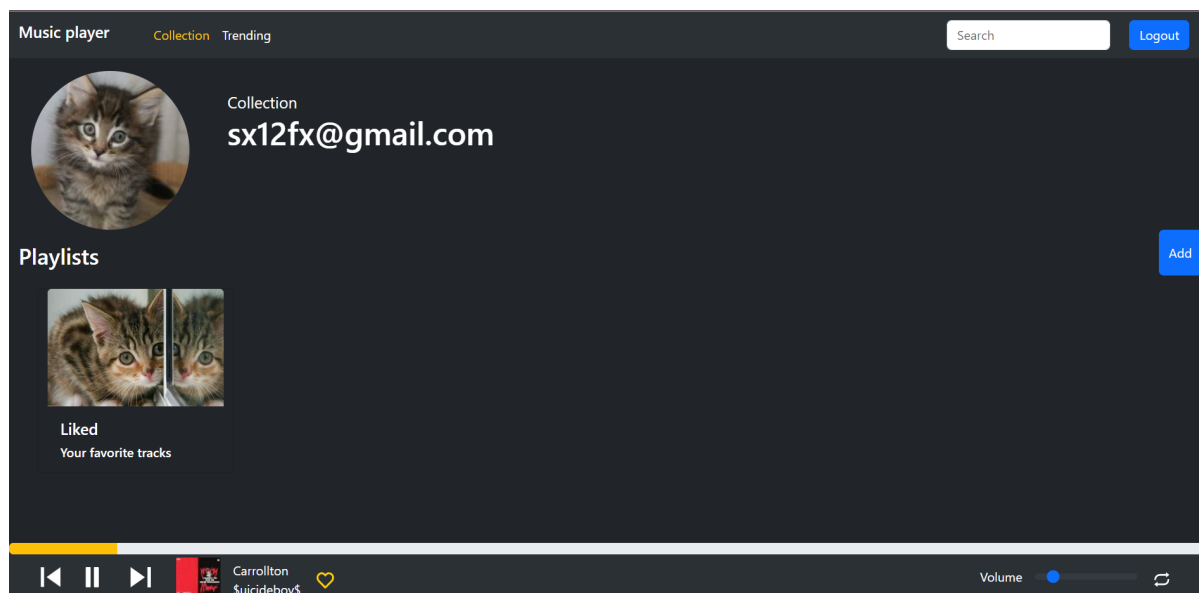 Music player
Collection
Trending
Search
Logout
Collection
sx12fx@gmail.com
Playlists
Add
Liked
Your favorite tracks
Carrollton
$uicideboy$
Volume